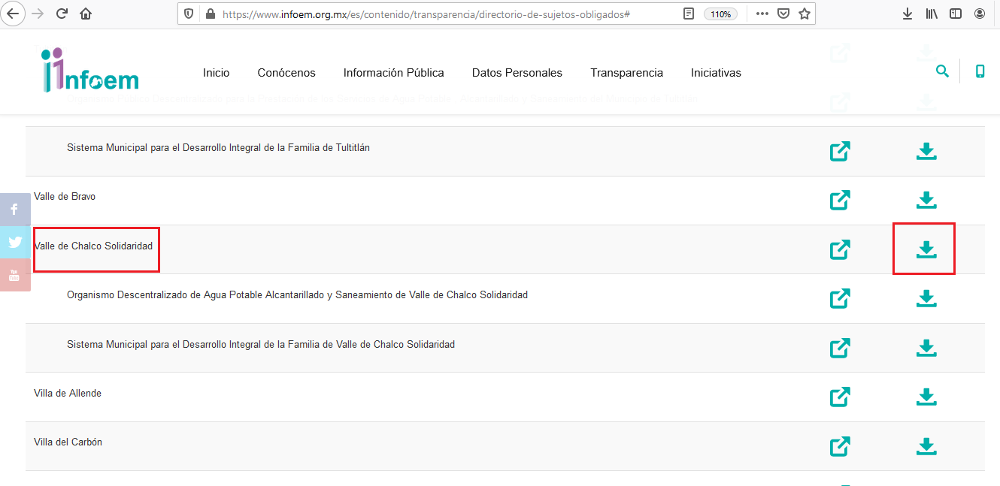 https://www.infoem.org.mx/es/contenido/transparencia/directorio-de-sujetos-obligados#
110%
infoem
Inicio
Conócenos
Información Pública
Datos Personales
Transparencia
Iniciativas
Organismo Público Descentralizado para la Prestación de los Servicios de Agua Potable, Alcantarillado y Saneamiento del Municipio de Tultitlán
Sistema Municipal para el Desarrollo Integral de la Familia de Tultitlán
Valle de Bravo
Valle de Chalco Solidaridad
Organismo Descentralizado de Agua Potable Alcantarillado y Saneamiento de Valle de Chalco Solidaridad
Sistema Municipal para el Desarrollo Integral de la Familia de Valle de Chalco Solidaridad
Villa de Allende
Villa del Carbón
You
Tube